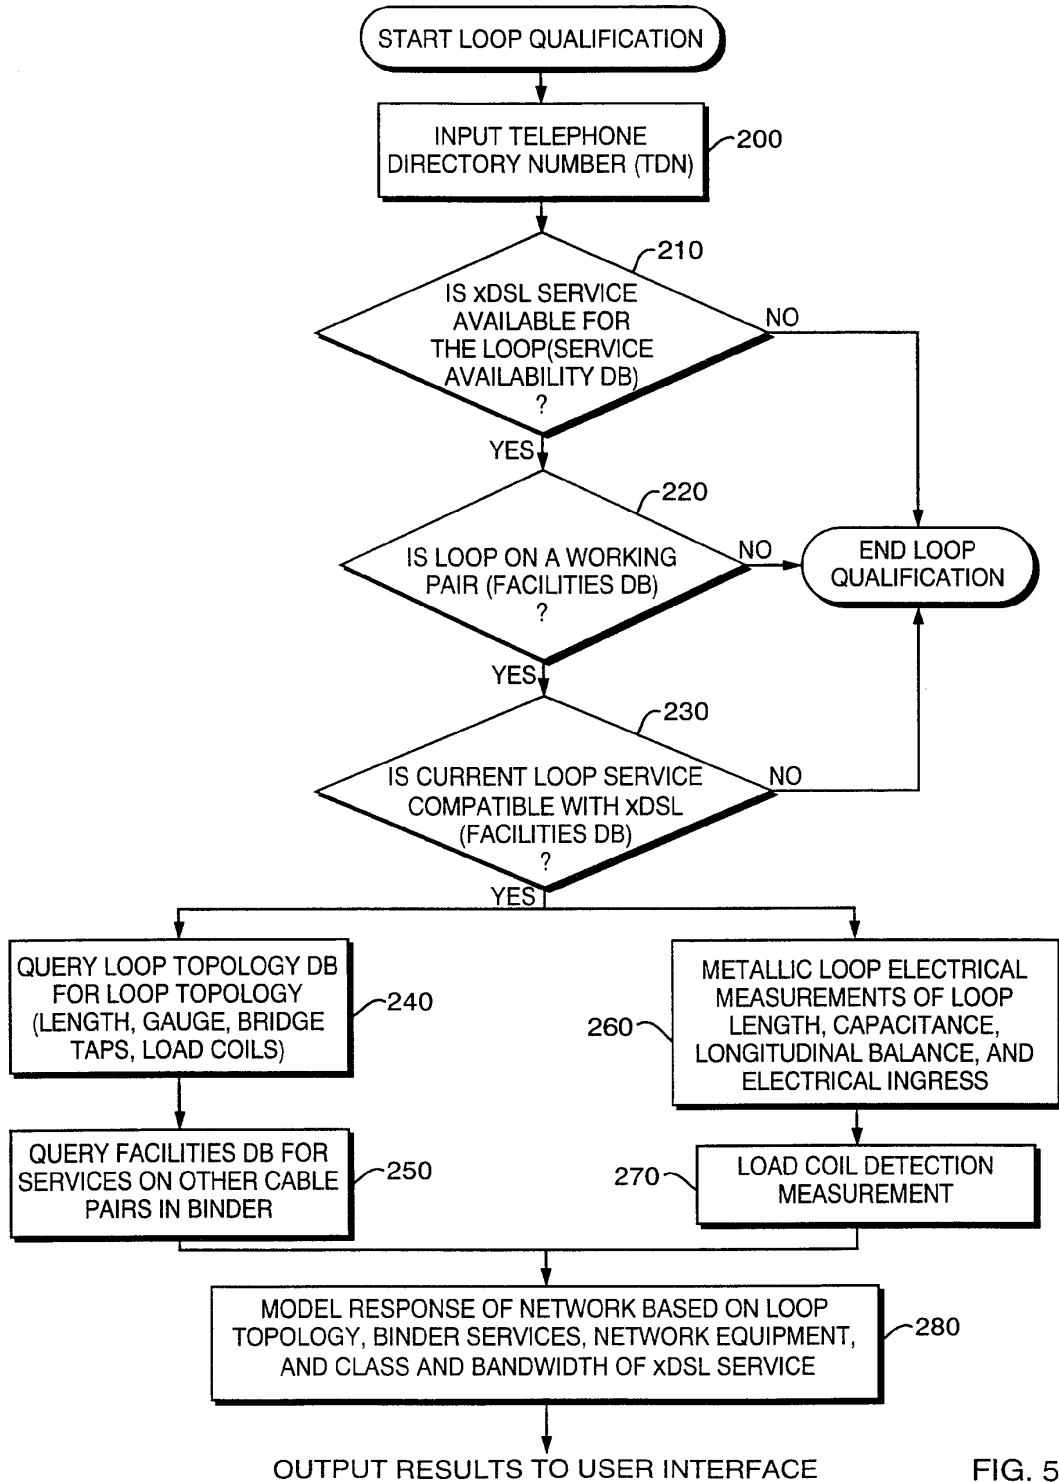 START LOOP QUALIFICATION
INPUT TELEPHONE
DIRECTORY NUMBER (TDN)
200
210
IS xDSL SERVICE
AVAILABLE FOR
THE LOOP(SERVICE
AVAILABILITY DB)
?
NO
YES
220
IS LOOP ON A WORKING
PAIR (FACILITIES DB)
?
NO
END LOOP
QUALIFICATION
YES
230
IS CURRENT LOOP SERVICE
COMPATIBLE WITH xDSL
(FACILITIES DB)
?
NO
YES
QUERY LOOP TOPOLOGY DB
FOR LOOP TOPOLOGY
(LENGTH, GAUGE, BRIDGE
TAPS, LOAD COILS)
240
260
METALLIC LOOP ELECTRICAL
MEASUREMENTS OF LOOP
LENGTH, CAPACITANCE,
LONGITUDINAL BALANCE, AND
ELECTRICAL INGRESS
QUERY FACILITIES DB FOR
SERVICES ON OTHER CABLE
PAIRS IN BINDER
250
270
LOAD COIL DETECTION
MEASUREMENT
MODEL RESPONSE OF NETWORK BASED ON LOOP
TOPOLOGY, BINDER SERVICES, NETWORK EQUIPMENT,
AND CLASS AND BANDWIDTH OF xDSL SERVICE
280
OUTPUT RESULTS TO USER INTERFACE
FIG. 5